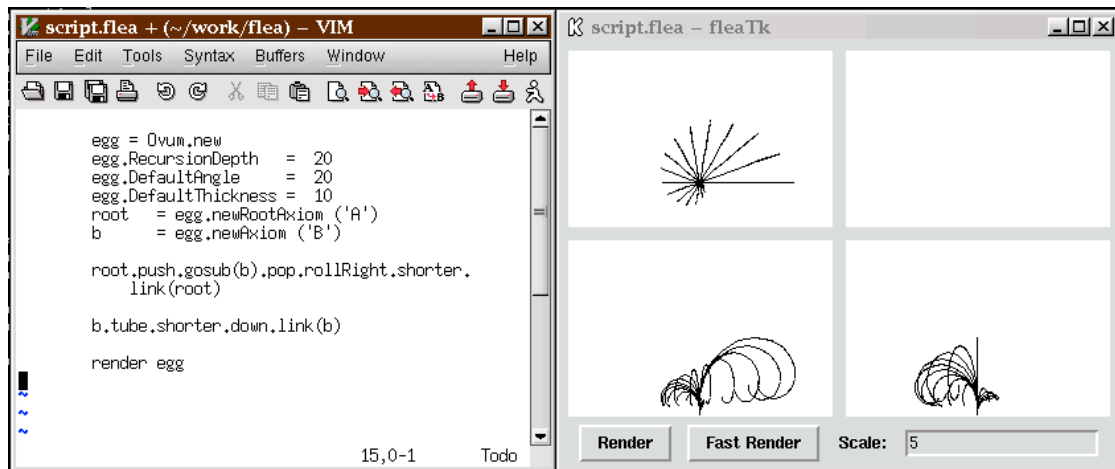 script.flea + (~/work/flea) – VIM
File Edit Tools Syntax Buffers Window Help
egg = Ovum.new
egg.RecursionDepth = 20
egg.DefaultAngle = 20
egg.DefaultThickness = 10
root = egg.newRootAxiom ('A')
b = egg.newAxiom ('B')
root.push.gosub(b).pop.rollRight.shorter.
link(root)
b.tube.shorter.down.link(b)
render egg
~
~
~
15,0-1 Todo
script.flea – fleaTk
Render Fast Render Scale: 5